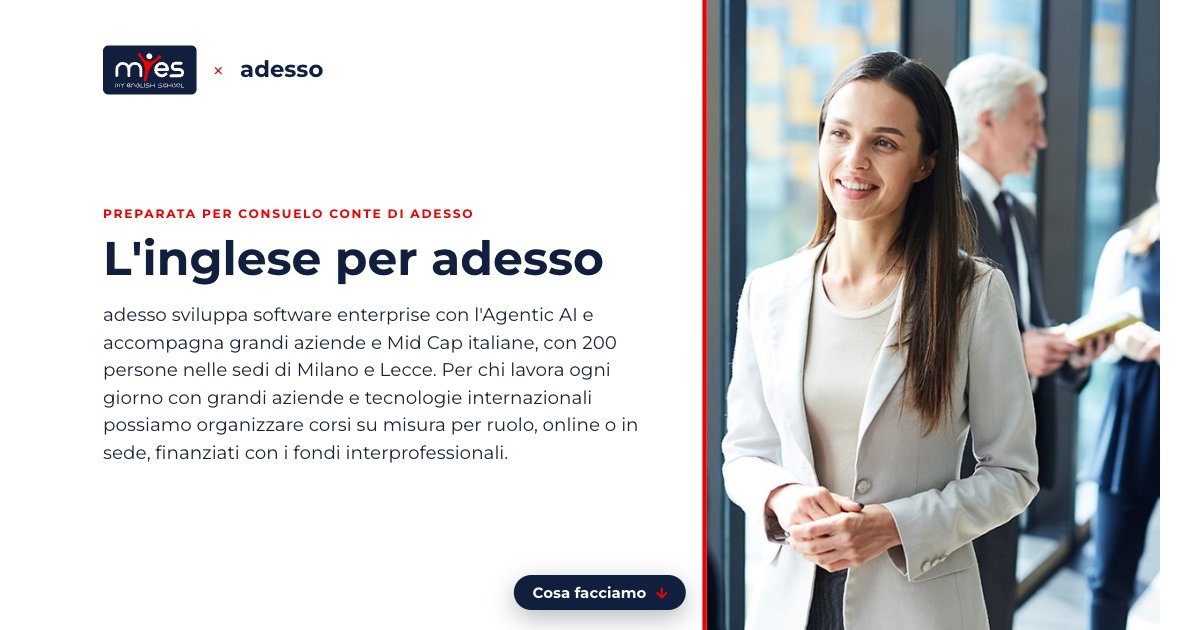 myes
MY ENGLISH SCHOOL
× adesso
PREPARATA PER CONSUELO CONTE DI ADESSO
L'inglese per adesso
adesso sviluppa software enterprise con l'Agentic AI e
accompagna grandi aziende e Mid Cap italiane, con 200
persone nelle sedi di Milano e Lecce. Per chi lavora ogni
giorno con grandi aziende e tecnologie internazionali
possiamo organizzare corsi su misura per ruolo, online o in
sede, finanziati con i fondi interprofessionali.
Cosa facciamo ↓